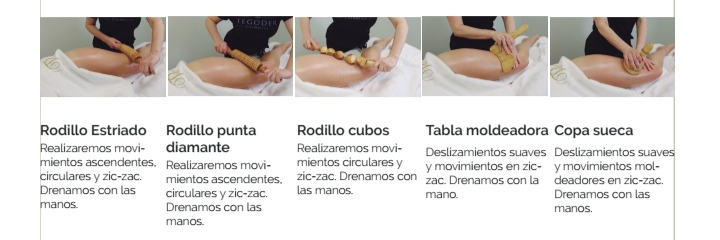 TEGODER
Rodillo Estriado
Realizaremos movi-
mientos ascendentes,
circulares y zic-zac.
Drenamos con las
manos.
Rodillo punta
diamante
Realizaremos movi-
mientos ascendentes,
circulares y zic-zac.
Drenamos con las
manos.
Rodillo cubos
Realizaremos movi-
mientos circulares y
zic-zac. Drenamos con
las manos.
Tabla moldeadora
Deslizamientos suaves
y movimientos en zic-
zac. Drenamos con la
mano.
Copa sueca
Deslizamientos suaves
y movimientos mol-
deadores en zic-zac.
Drenamos con las
manos.